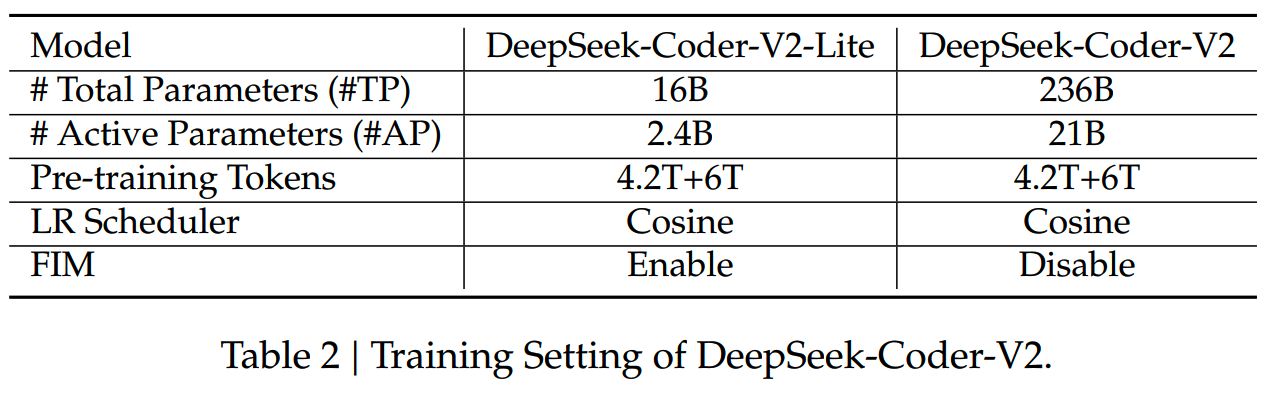 Model DeepSeek-Coder-V2-Lite DeepSeek-Coder-V2
# Total Parameters (#TP) 16B 236B
# Active Parameters (#AP) 2.4B 21B
Pre-training Tokens 4.2T+6T 4.2T+6T
LR Scheduler Cosine Cosine
FIM Enable Disable
Table 2 | Training Setting of DeepSeek-Coder-V2.